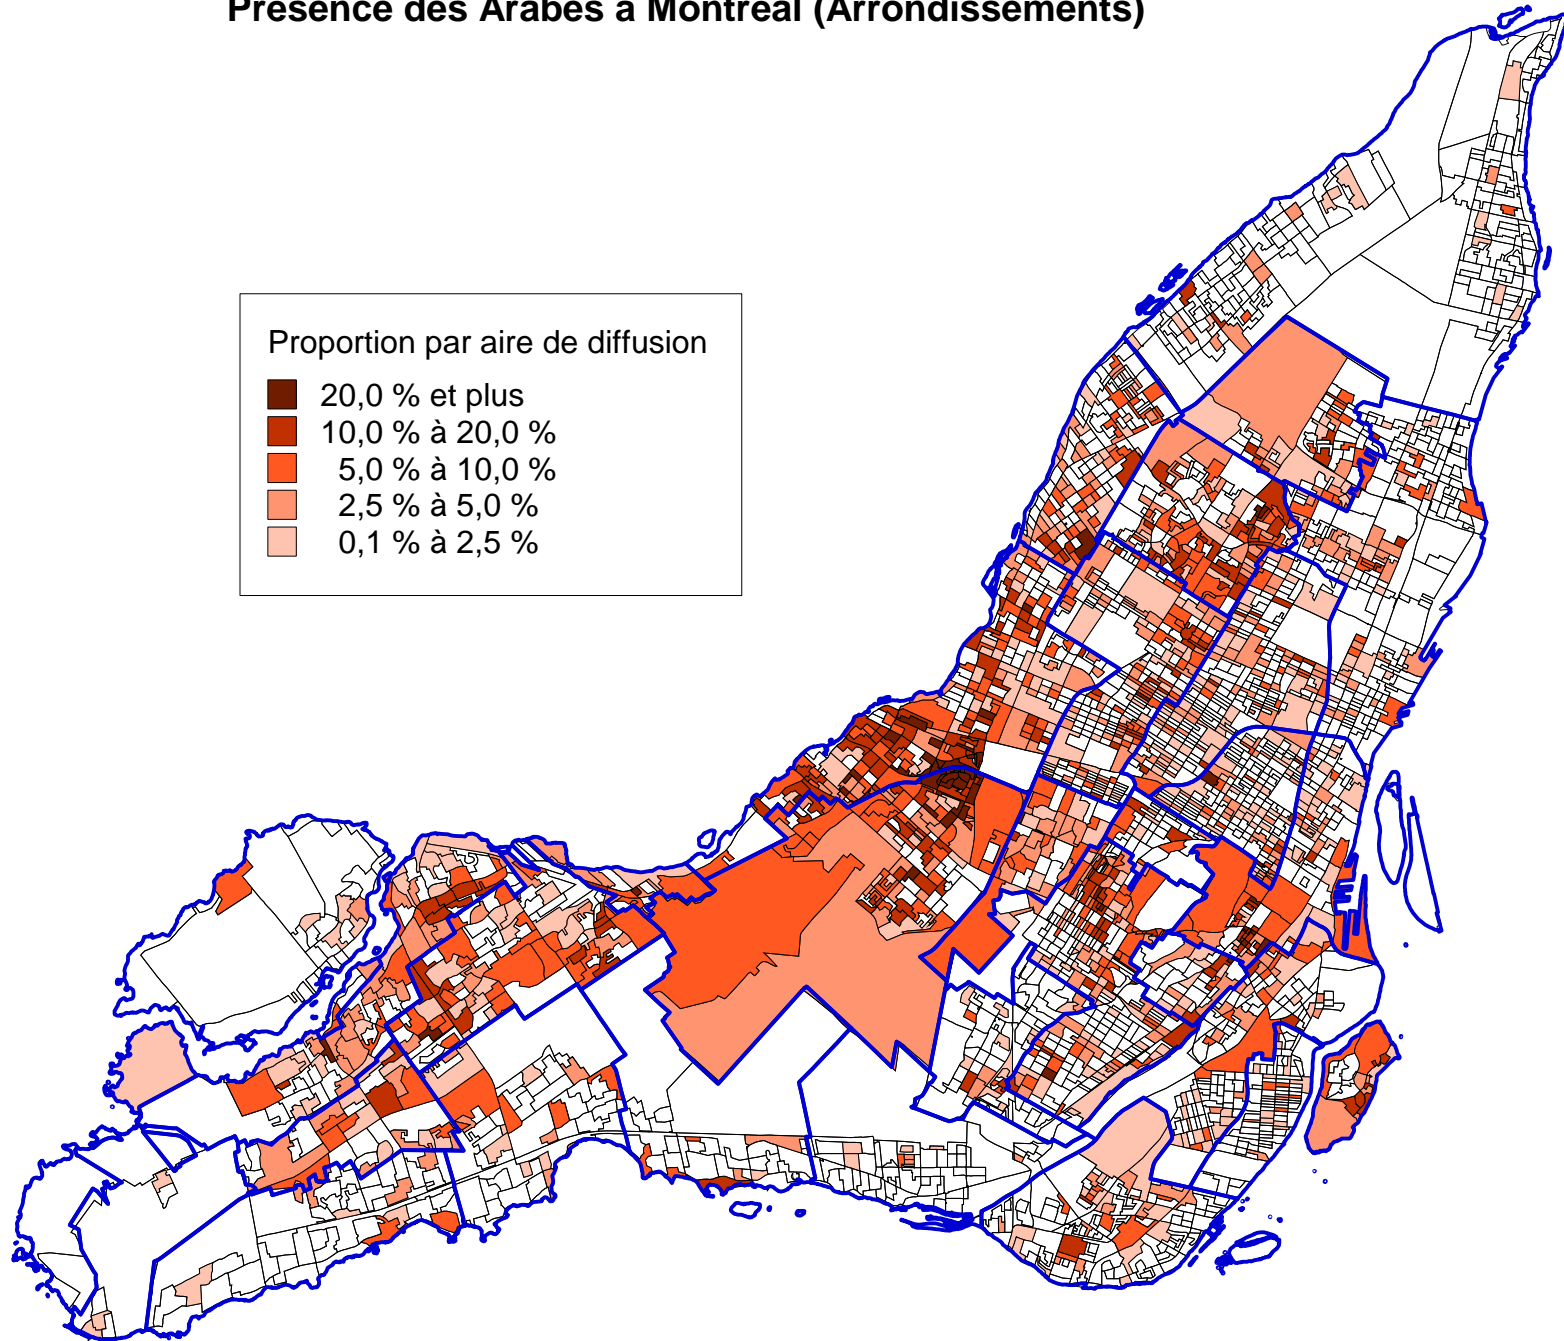 Présence des Arabes à Montréal (Arrondissements)
Proportion par aire de diffusion
20,0 % et plus
10,0 % à 20,0 %
5,0 % à 10,0 %
2,5 % à 5,0 %
0,1 % à 2,5 %